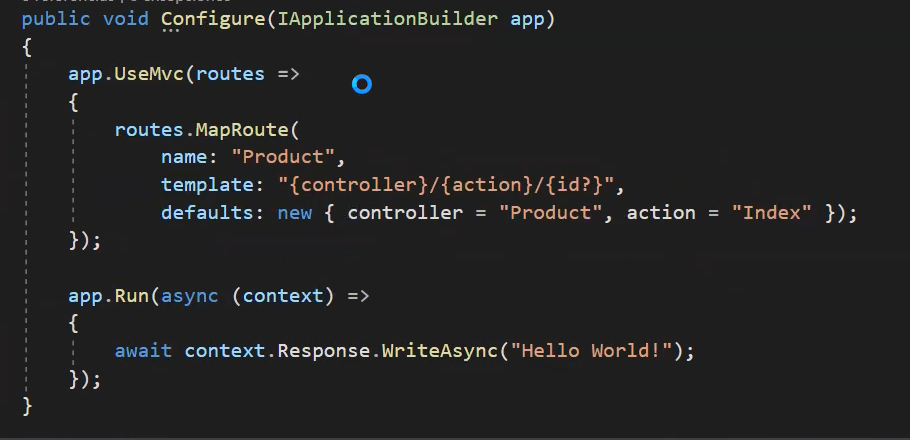 public void Configure(IApplicationBuilder app)
{
app.UseMvc(routes =>
{
routes.MapRoute(
name: "Product",
template: "{controller}/{action}/{id?}",
defaults: new { controller = "Product", action = "Index" });
});
app.Run(async (context) =>
{
await context.Response.WriteAsync("Hello World!");
});
}